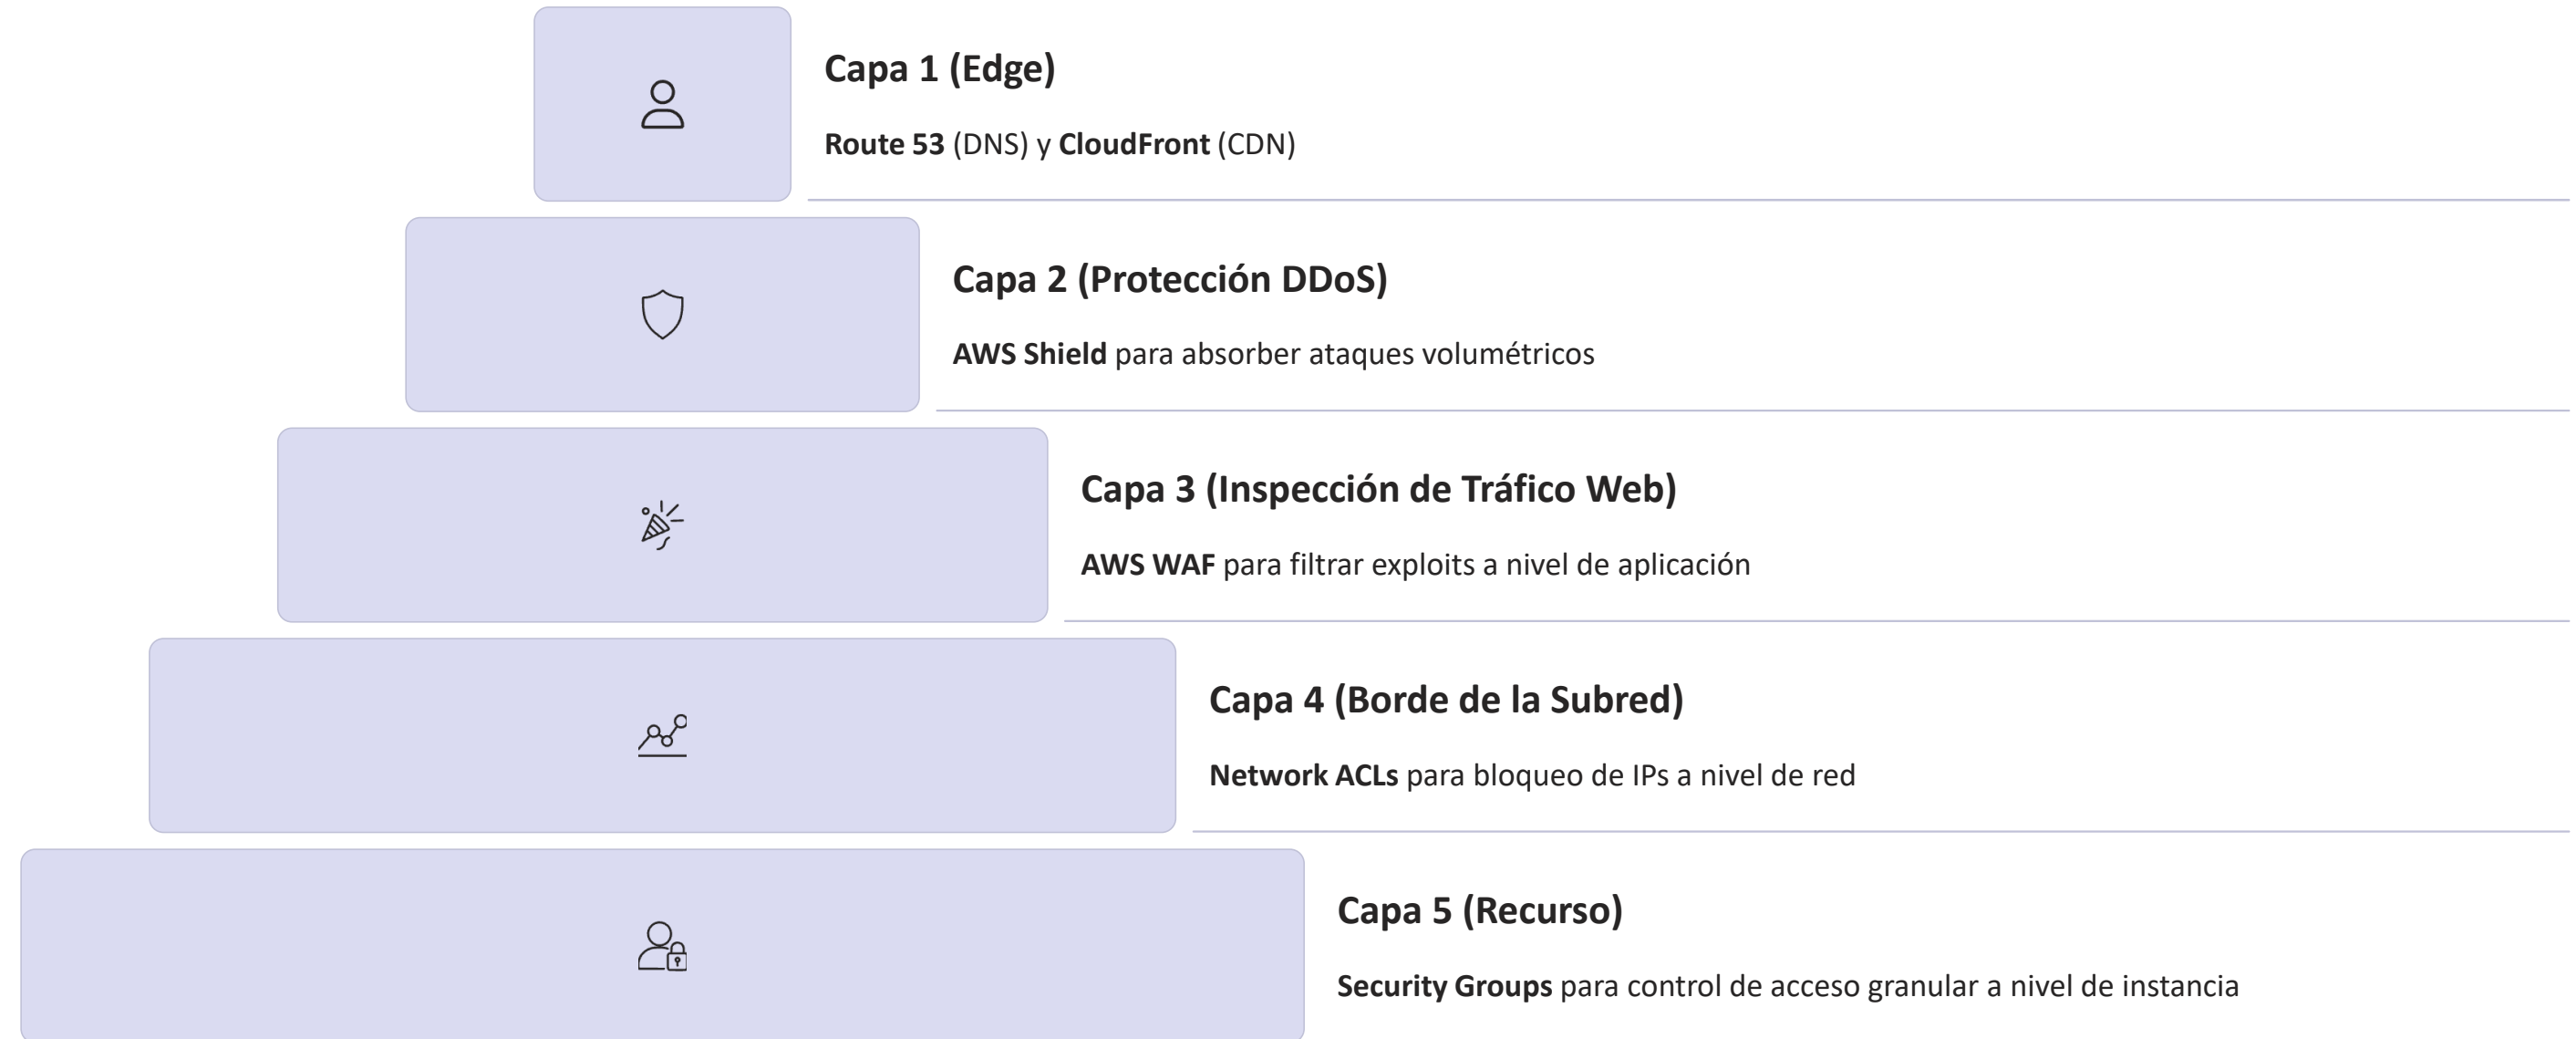 Capa 1 (Edge)
Route 53 (DNS) y CloudFront (CDN)
Capa 2 (Protección DDoS)
AWS Shield para absorber ataques volumétricos
Capa 3 (Inspección de Tráfico Web)
AWS WAF para filtrar exploits a nivel de aplicación
Capa 4 (Borde de la Subred)
Network ACLs para bloqueo de IPs a nivel de red
Capa 5 (Recurso)
Security Groups para control de acceso granular a nivel de instancia